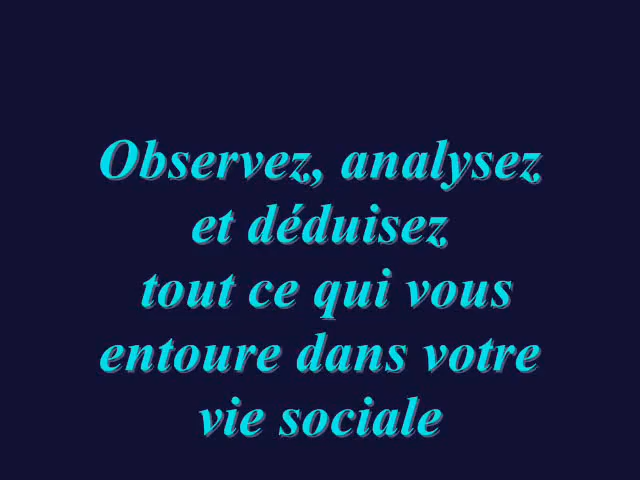 Observez, analysez
et déduisez
tout ce qui vous
entoure dans votre
vie sociale